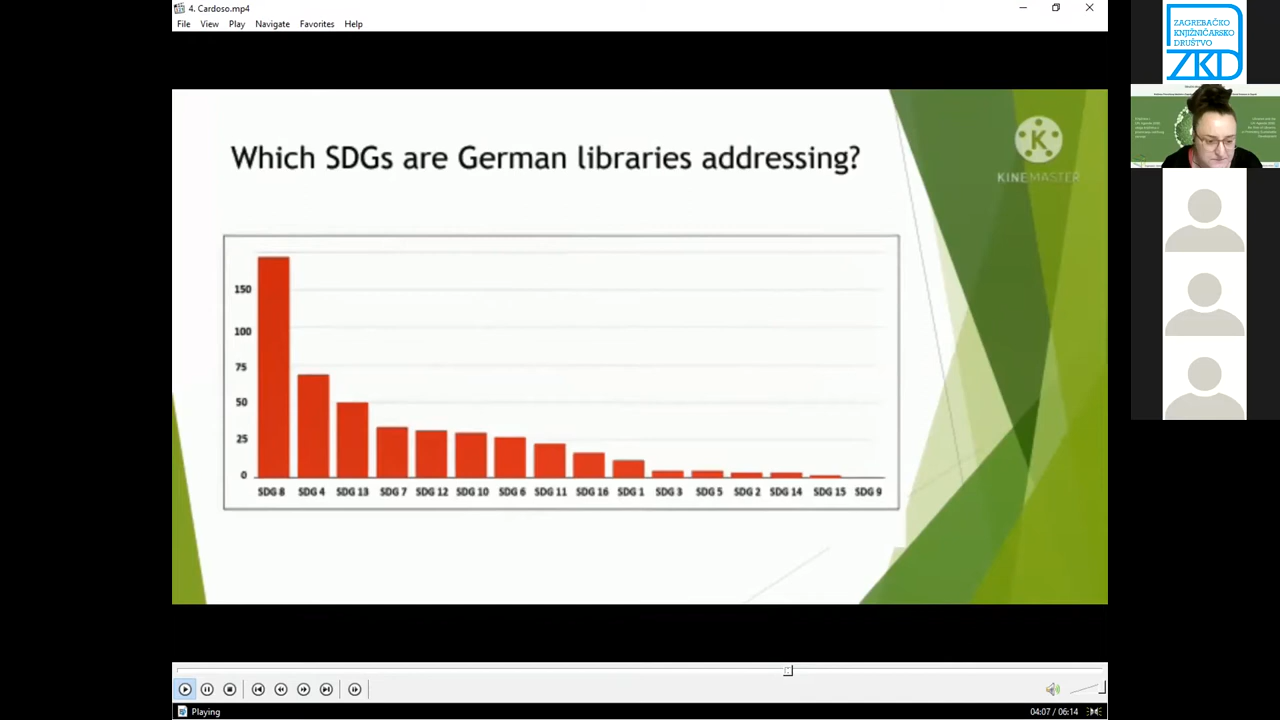 4. Cardoso.mp4
File View Play Navigate Favorites Help
ZAGREBAČKO
KNJIŽNIČARSKO
DRUŠTVO
ZKD
Which SDGs are German libraries addressing?
K
KINEMASTER
150
100
75
50
25
0
SDG 8 SDG 4 SDG 13 SDG 7 SDG 12 SDG 10 SDG 6 SDG 11 SDG 16 SDG 1 SDG 3 SDG 5 SDG 2 SDG 14 SDG 15 SDG 9
Playing
04:07 / 06:14